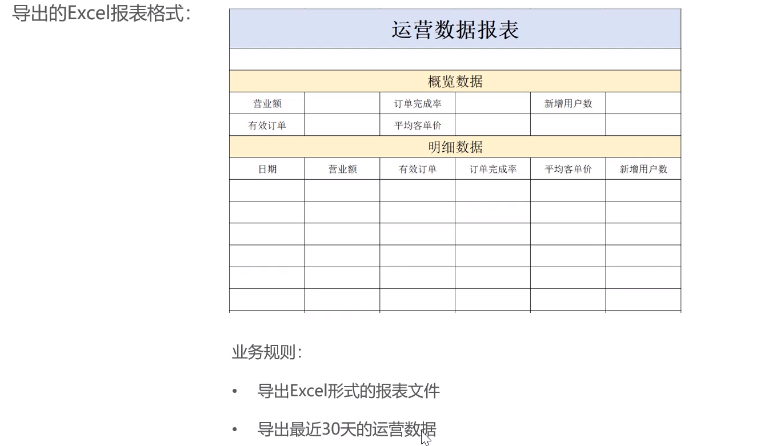 导出的Excel报表格式：
运营数据报表
概览数据
营业额 订单完成率 新增用户数
有效订单 平均客单价
明细数据
日期 营业额 有效订单 订单完成率 平均客单价 新增用户数
业务规则：
• 导出Excel形式的报表文件
• 导出最近30天的运营数据